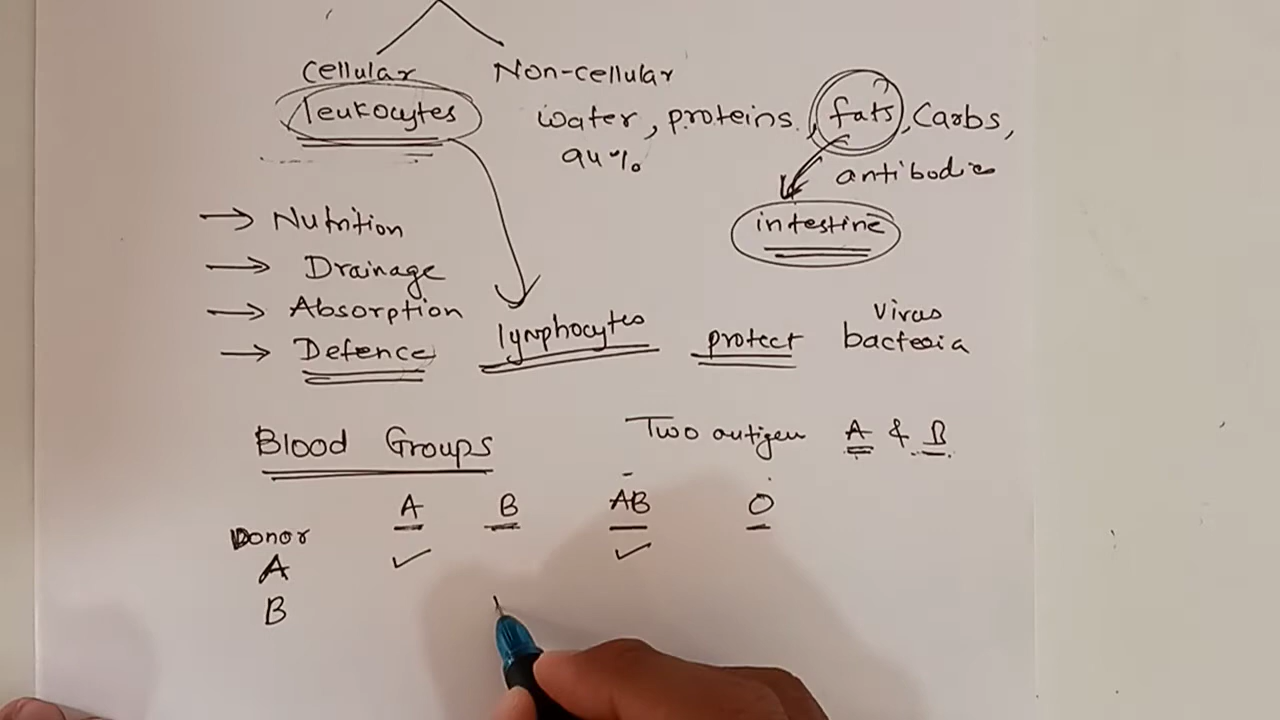 Cellular Non-cellular
leukocytes
water, proteins, fats, Carbs,
94%
antibodies
intestine
→ Nutrition
→ Drainage
→ Absorption
→ Defence
lymphocytes protect virus
bacteria
Blood Groups Two antigen A & B
A B AB O
Donor
A ✓ ✓
B